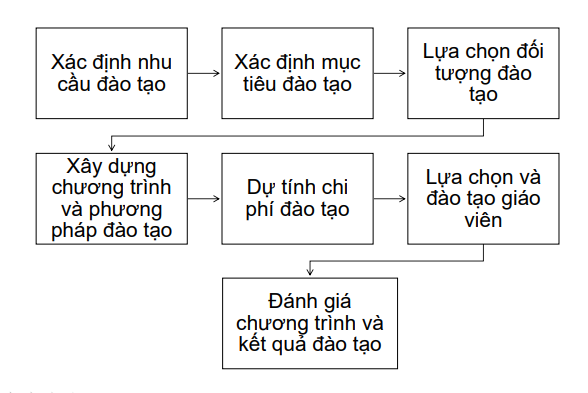 Xác định nhu
cầu đào tạo
Xác định mục
tiêu đào tạo
Lựa chọn đối
tượng đào
tạo
Xây dựng
chương trình
và phương
pháp đào tạo
Dự tính chi
phí đào tạo
Lựa chọn và
đào tạo giáo
viên
Đánh giá
chương trình và
kết quả đào tạo